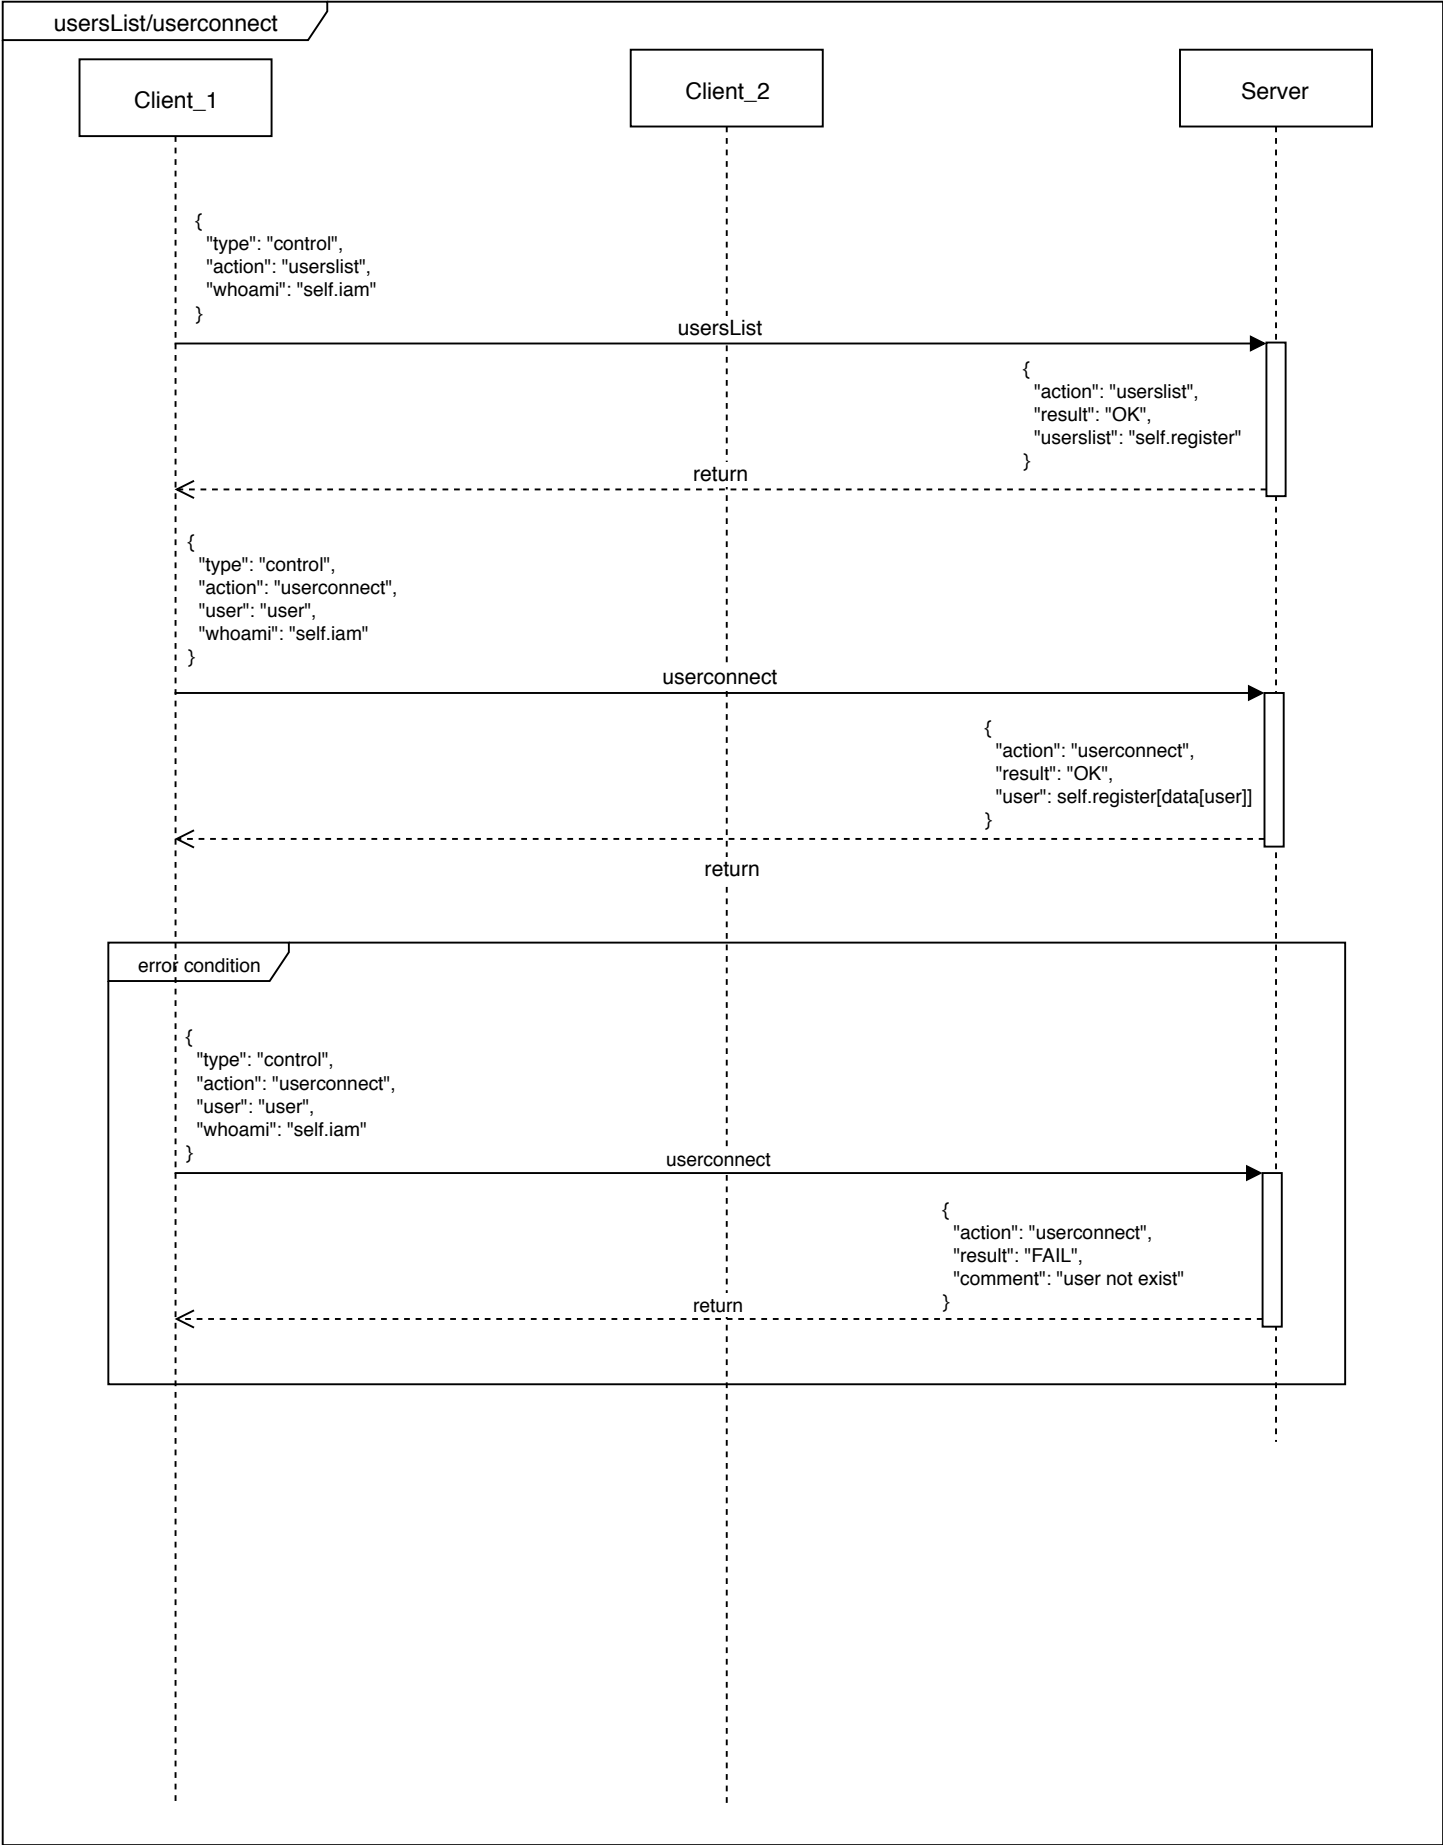 usersList/userconnect
Client_1
Client_2
Server
{
"type": "control",
"action": "userslist",
"whoami": "self.iam"
}
usersList
{
"action": "userslist",
"result": "OK",
"userslist": "self.register"
}
return
{
"type": "control",
"action": "userconnect",
"user": "user",
"whoami": "self.iam"
}
userconnect
{
"action": "userconnect",
"result": "OK",
"user": self.register[data[user]]
}
return
error condition
{
"type": "control",
"action": "userconnect",
"user": "user",
"whoami": "self.iam"
}
userconnect
{
"action": "userconnect",
"result": "FAIL",
"comment": "user not exist"
}
return